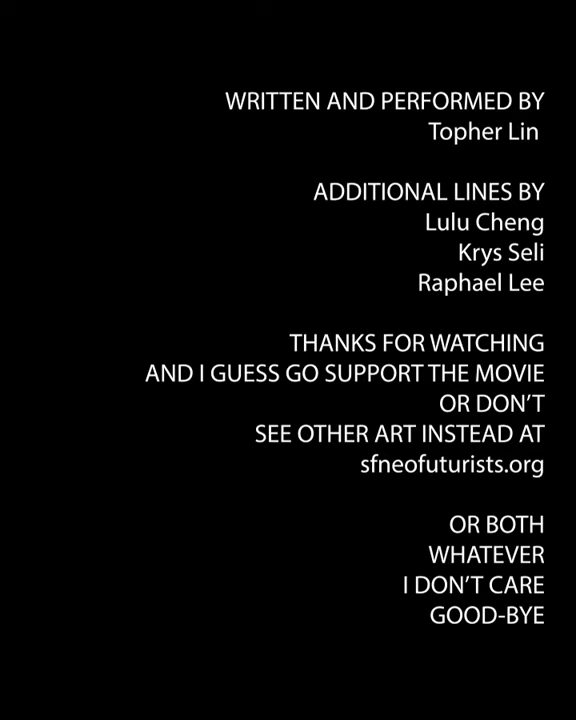 WRITTEN AND PERFORMED BY
Topher Lin
ADDITIONAL LINES BY
Lulu Cheng
Krys Seli
Raphael Lee
THANKS FOR WATCHING
AND I GUESS GO SUPPORT THE MOVIE
OR DON'T
SEE OTHER ART INSTEAD AT
sfneofuturists.org
OR BOTH
WHATEVER
I DON'T CARE
GOOD-BYE